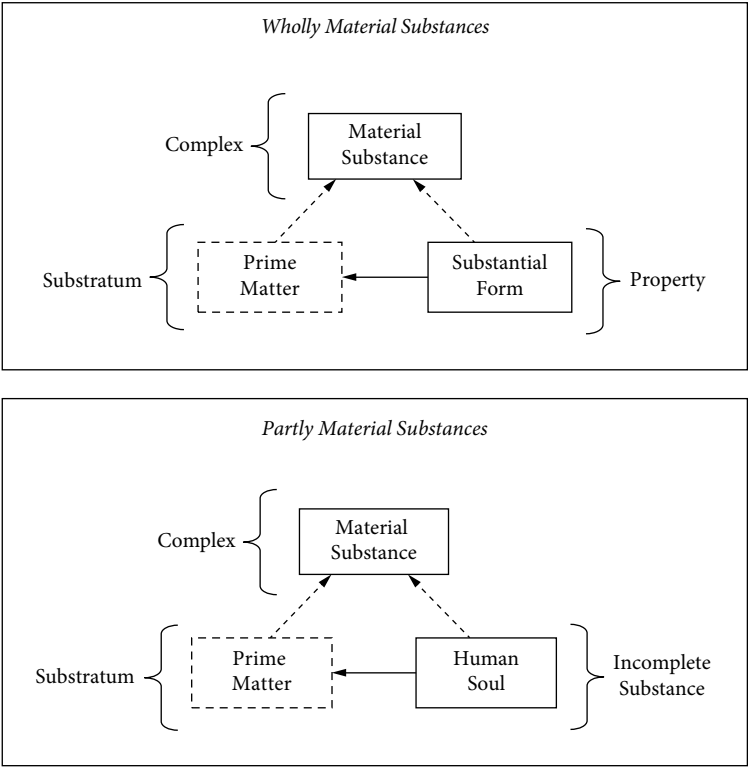 Wholly Material Substances
Complex
Material
Substance
Substratum
Prime
Matter
Substantial
Form
Property
Partly Material Substances
Complex
Material
Substance
Substratum
Prime
Matter
Human
Soul
Incomplete
Substance